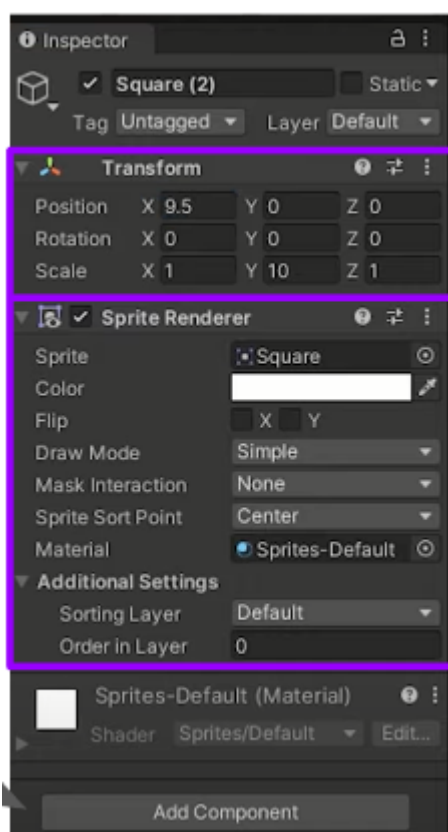 Inspector
Square (2) Static
Tag Untagged Layer Default
Transform
Position X 9.5 Y 0 Z 0
Rotation X 0 Y 0 Z 0
Scale X 1 Y 10 Z 1
Sprite Renderer
Sprite Square
Color
Flip X Y
Draw Mode Simple
Mask Interaction None
Sprite Sort Point Center
Material Sprites-Default
Additional Settings
Sorting Layer Default
Order in Layer 0
Sprites-Default (Material)
Shader Sprites/Default Edit...
Add Component